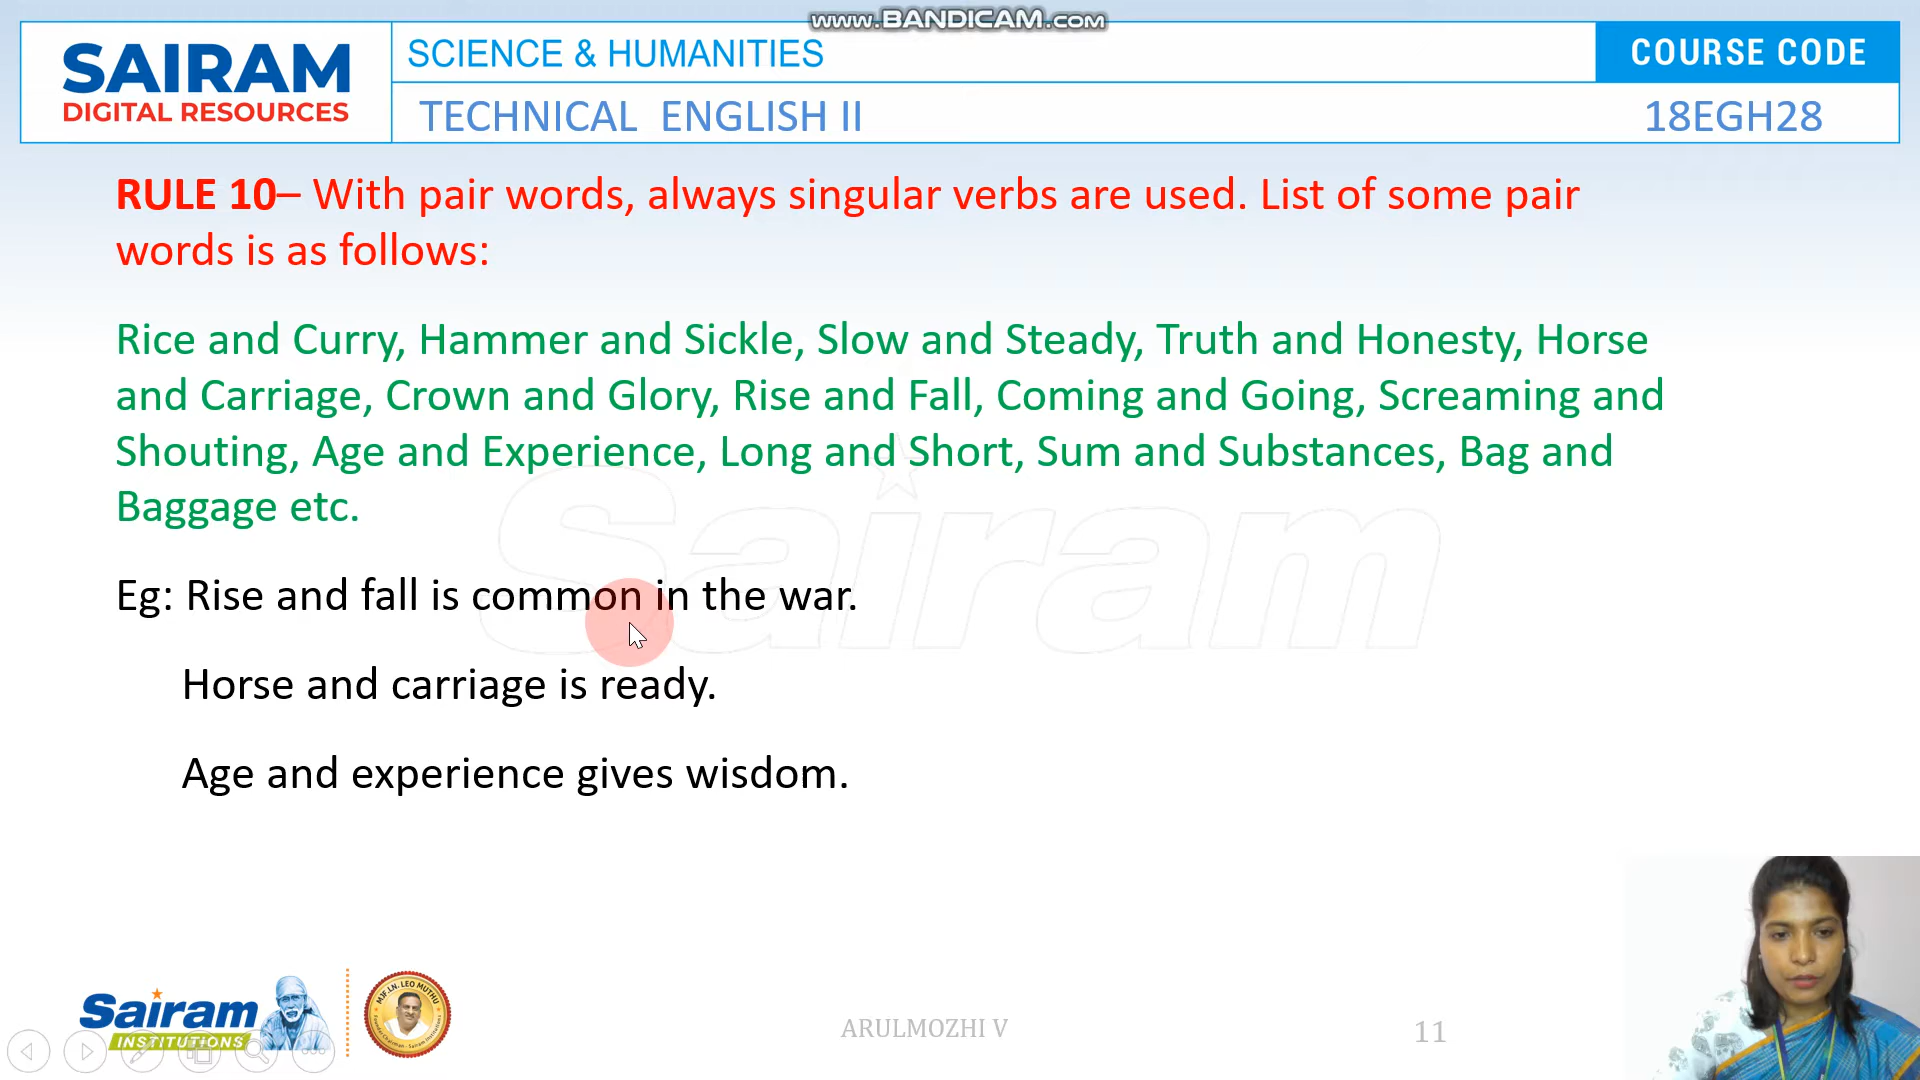 www.BANDICAM.com
SAIRAM
DIGITAL RESOURCES
SCIENCE & HUMANITIES
COURSE CODE
TECHNICAL ENGLISH II
18EGH28
RULE 10– With pair words, always singular verbs are used. List of some pair
words is as follows:
Rice and Curry, Hammer and Sickle, Slow and Steady, Truth and Honesty, Horse
and Carriage, Crown and Glory, Rise and Fall, Coming and Going, Screaming and
Shouting, Age and Experience, Long and Short, Sum and Substances, Bag and
Baggage etc.
Sairam
Eg: Rise and fall is common in the war.
Horse and carriage is ready.
Age and experience gives wisdom.
Sairam
INSTITUTIONS
MJF.LN. LEO MUTHU
ARULMOZHI V
11